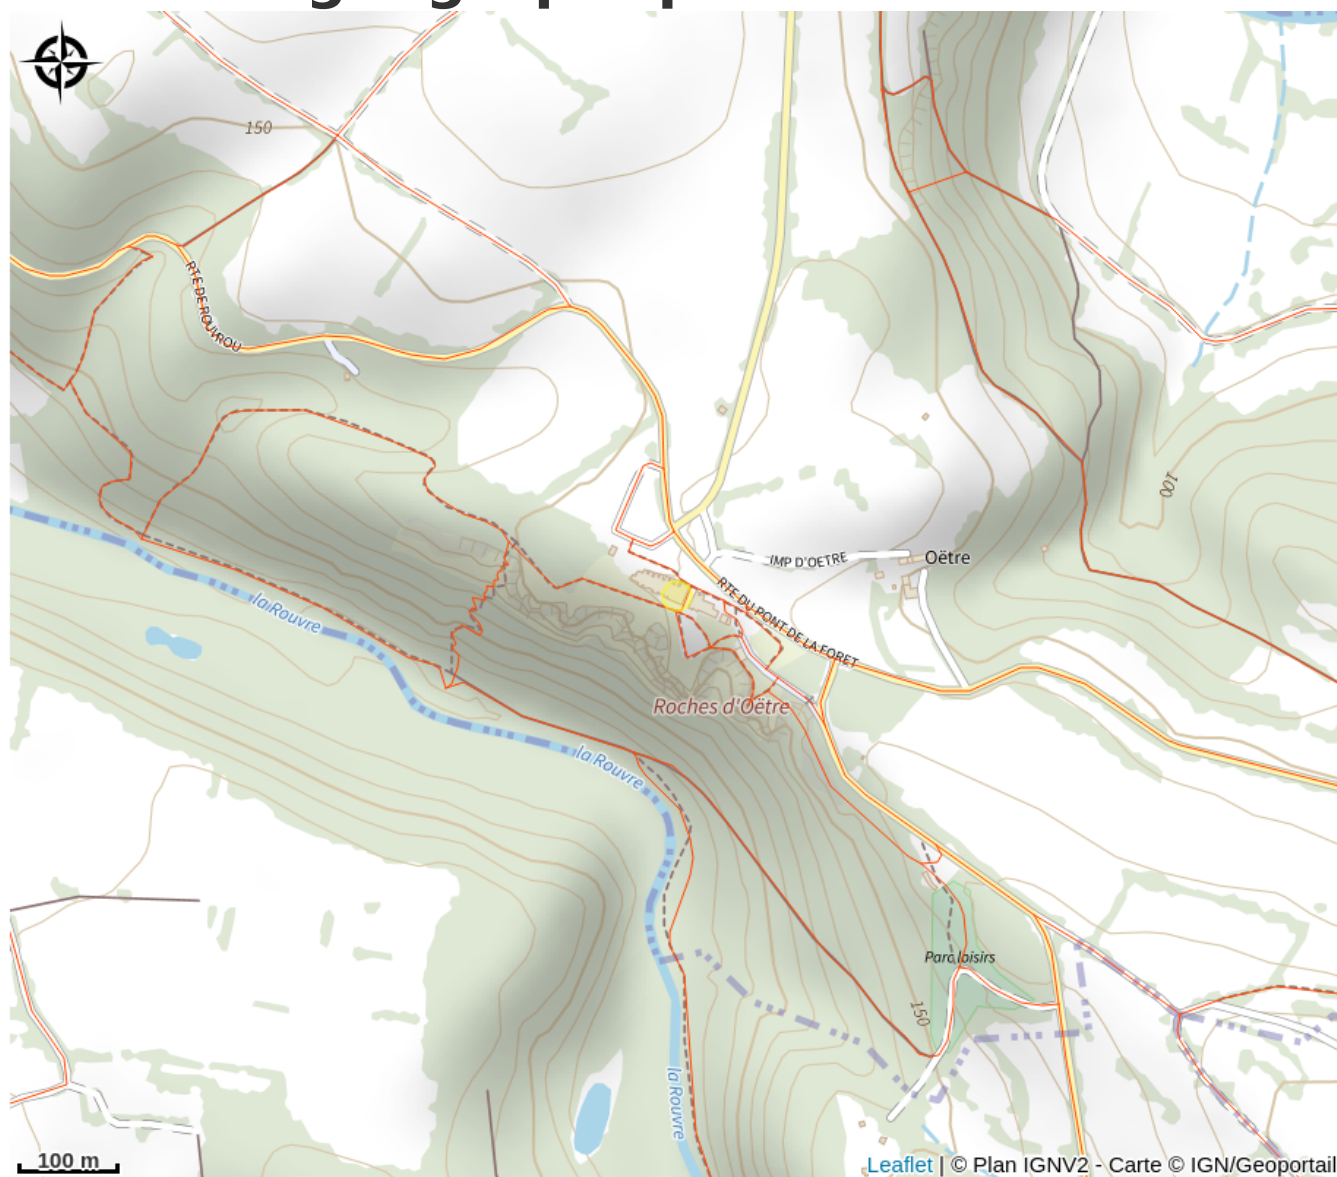 150
RTE DE ROUVROU
100
IMP D'OETRE
Oëtre
RTE DU PONT DE LA FORET
la Rouvre
Roches d'Oëtre
la Rouvre
Parc loisirs
150
la Rouvre
100 m
Leaflet | © Plan IGNV2 - Carte © IGN/Geoportail